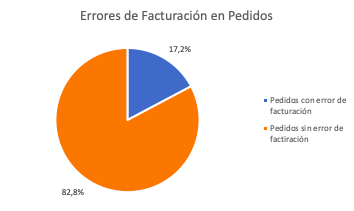 Errores de Facturación en Pedidos
17,2%
Pedidos con error de
facturación
Pedidos sin error de
factiración
82,8%